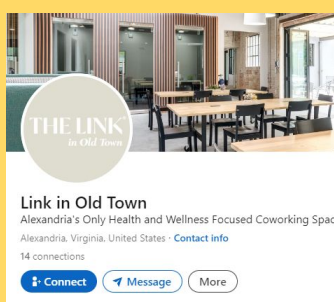 THE LINK
in Old Town
Link in Old Town
Alexandria's Only Health and Wellness Focused Coworking Spac
Alexandria, Virginia, United States · Contact info
14 connections
Connect
Message
More